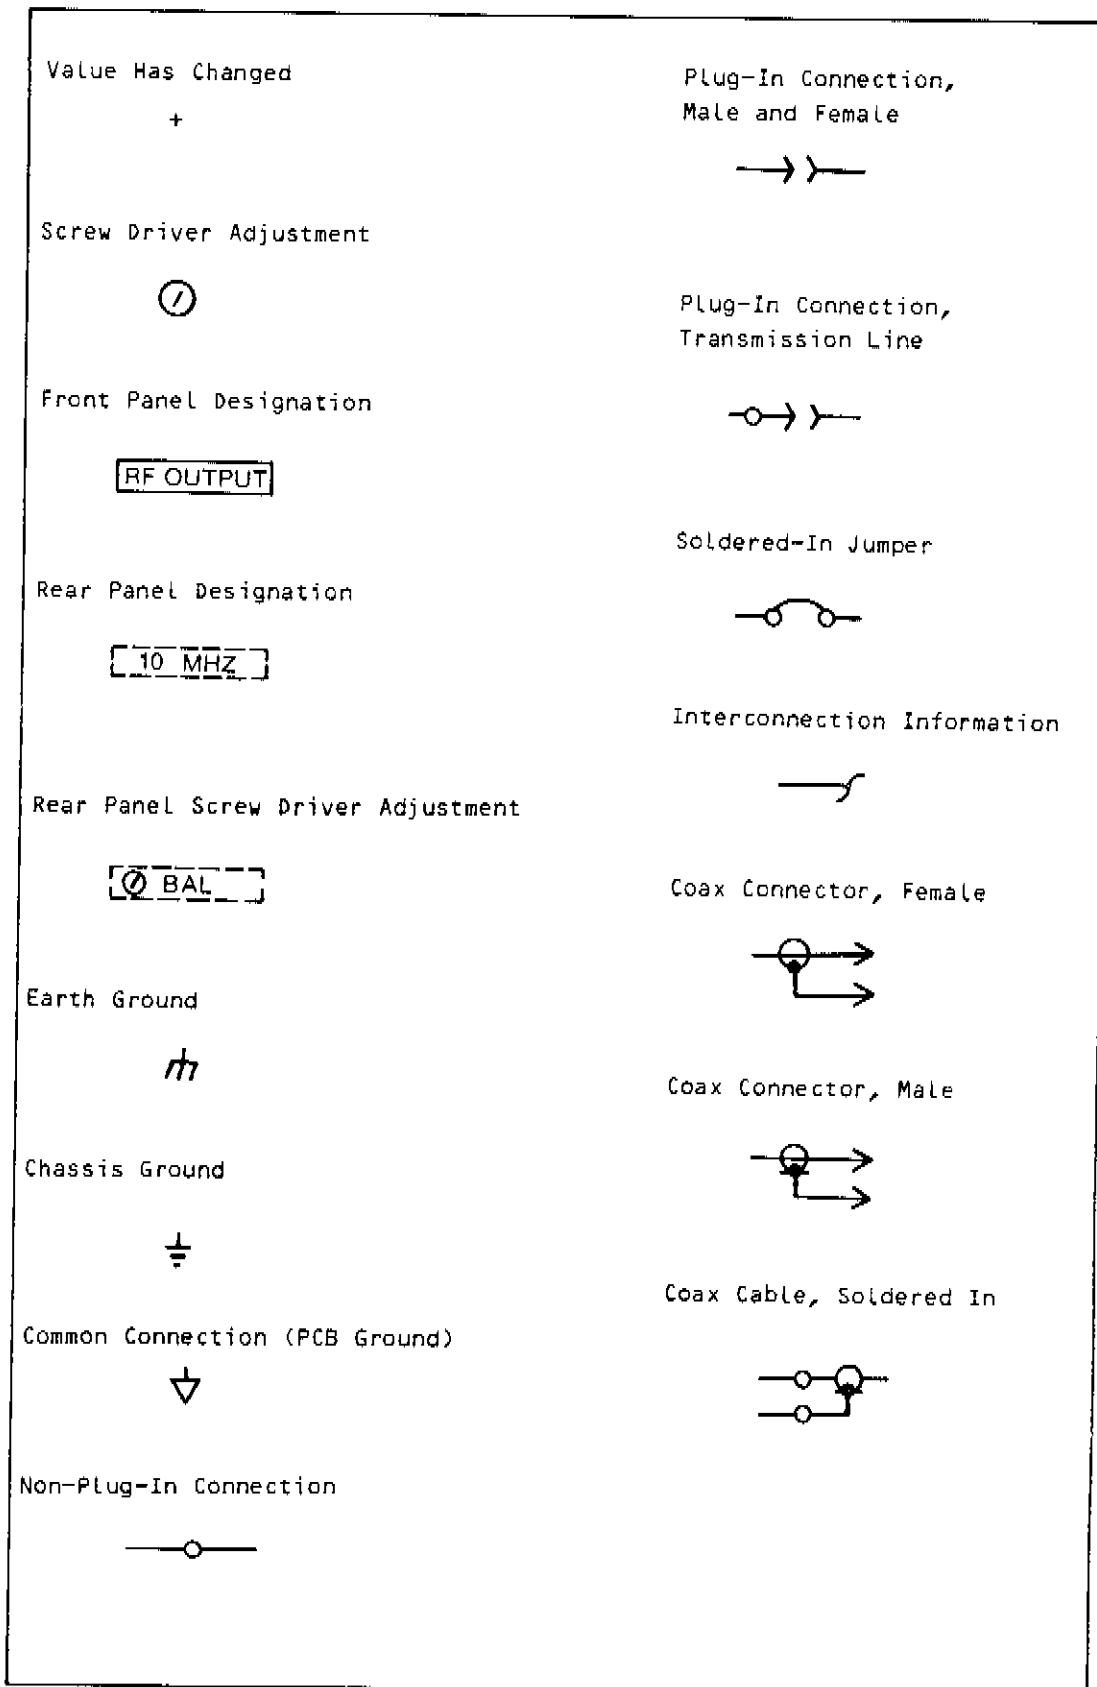 Value Has Changed
+
Screw Driver Adjustment
Front Panel Designation
RF OUTPUT
Rear Panel Designation
10 MHZ
Rear Panel Screw Driver Adjustment
BAL
Earth Ground
Chassis Ground
Common Connection (PCB Ground)
Non-Plug-In Connection
Plug-In Connection,
Male and Female
Plug-In Connection,
Transmission Line
Soldered-In Jumper
Interconnection Information
Coax Connector, Female
Coax Connector, Male
Coax Cable, Soldered In